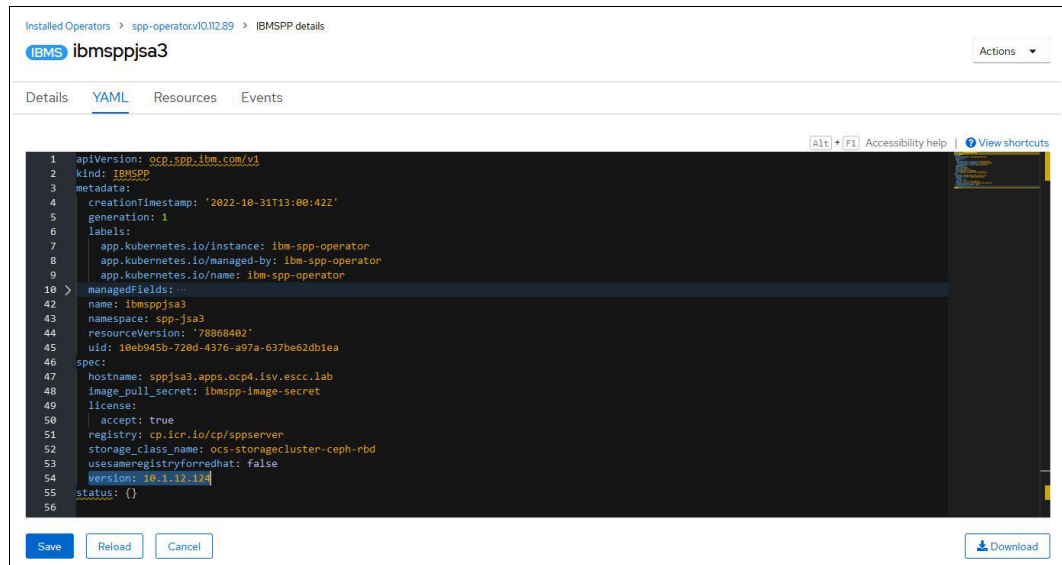 Installed Operators > spp-operator.v10.112.89 > IBMSPP details
IBMS ibmsppjsa3
Actions
Details YAML Resources Events
Alt + F1 Accessibility help | View shortcuts
1 apiVersion: ocp.spp.ibm.com/v1
2 kind: IBMSPP
3 metadata:
4 creationTimestamp: '2022-10-31T13:00:42Z'
5 generation: 1
6 labels:
7 app.kubernetes.io/instance: ibm-spp-operator
8 app.kubernetes.io/managed-by: ibm-spp-operator
9 app.kubernetes.io/name: ibm-spp-operator
10 > managedFields: ...
42 name: ibmsppjsa3
43 namespace: spp-jsa3
44 resourceVersion: '78868402'
45 uid: 10eb945b-720d-4376-a97a-637be62db1ea
46 spec:
47 hostname: sppjsa3.apps.ocp4.isv.escc.lab
48 image_pull_secret: ibmspp-image-secret
49 license:
50 accept: true
51 registry: cp.icr.io/cp/sppserver
52 storage_class_name: ocs-storagecluster-ceph-rbd
53 usesameregistryforredhat: false
54 version: 10.1.12.124
55 status: {}
56
Save Reload Cancel Download